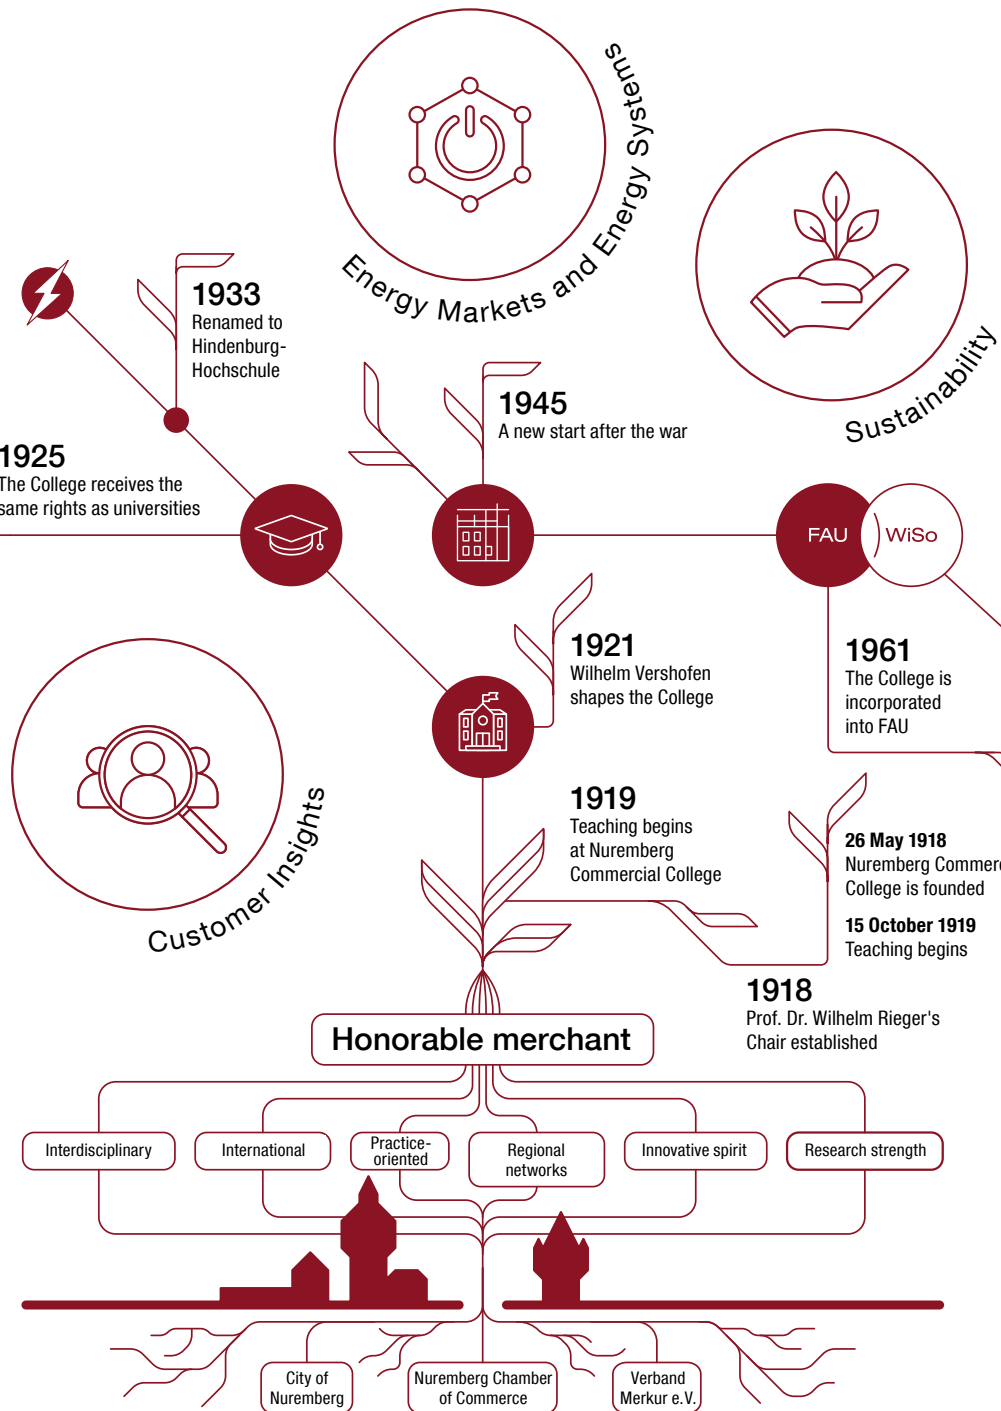 Energy Markets and Energy Systems
Sustainability
1933
Renamed to
Hindenburg-
Hochschule
1945
A new start after the war
1925
The College receives the
same rights as universities
FAU
WiSo
1921
Wilhelm Vershofen
shapes the College
1961
The College is
incorporated
into FAU
Customer Insights
1919
Teaching begins
at Nuremberg
Commercial College
26 May 1918
Nuremberg Commerc
College is founded
15 October 1919
Teaching begins
1918
Prof. Dr. Wilhelm Rieger's
Chair established
Honorable merchant
Interdisciplinary
International
Practice-
oriented
Regional
networks
Innovative spirit
Research strength
City of
Nuremberg
Nuremberg Chamber
of Commerce
Verband
Merkur e.V.